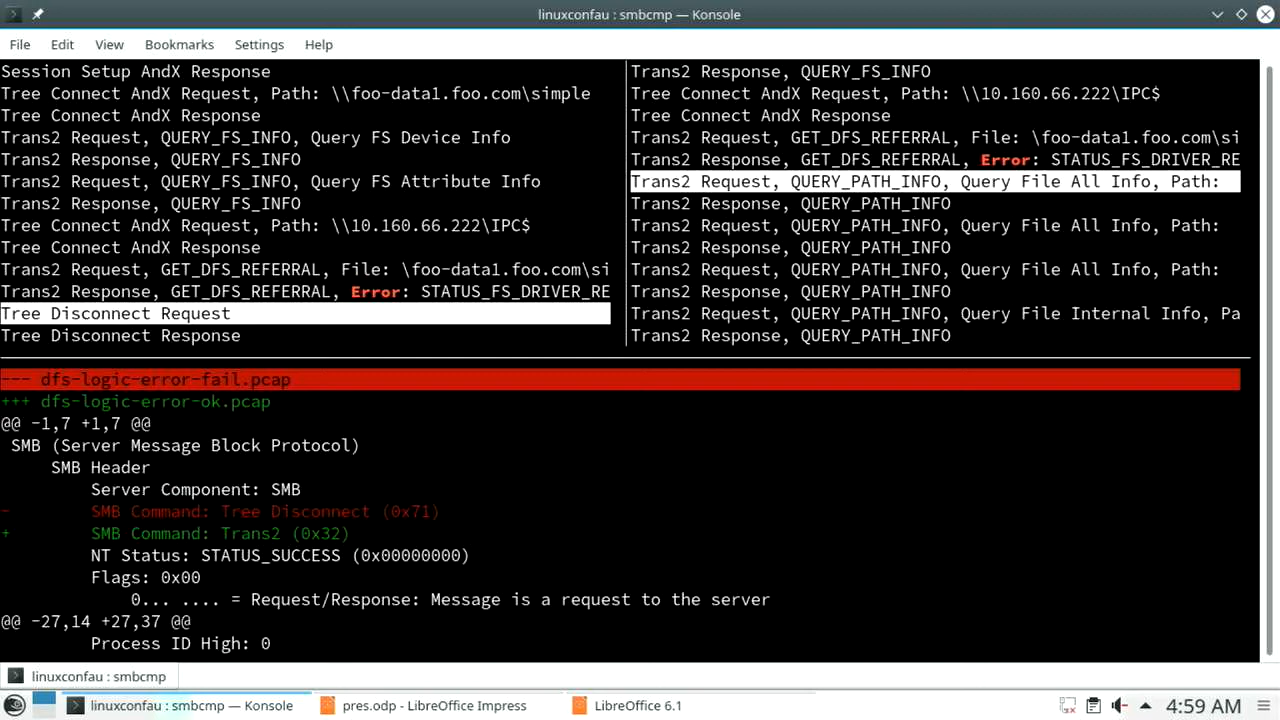 linuxconfau : smbcmp — Konsole
File Edit View Bookmarks Settings Help
Session Setup AndX Response
Tree Connect AndX Request, Path: \\foo-data1.foo.com\simple
Tree Connect AndX Response
Trans2 Request, QUERY_FS_INFO, Query FS Device Info
Trans2 Response, QUERY_FS_INFO
Trans2 Request, QUERY_FS_INFO, Query FS Attribute Info
Trans2 Response, QUERY_FS_INFO
Tree Connect AndX Request, Path: \\10.160.66.222\IPC$
Tree Connect AndX Response
Trans2 Request, GET_DFS_REFERRAL, File: \foo-data1.foo.com\si
Trans2 Response, GET_DFS_REFERRAL, Error: STATUS_FS_DRIVER_RE
Tree Disconnect Request
Tree Disconnect Response
Trans2 Response, QUERY_FS_INFO
Tree Connect AndX Request, Path: \\10.160.66.222\IPC$
Tree Connect AndX Response
Trans2 Request, GET_DFS_REFERRAL, File: \foo-data1.foo.com\si
Trans2 Response, GET_DFS_REFERRAL, Error: STATUS_FS_DRIVER_RE
Trans2 Request, QUERY_PATH_INFO, Query File All Info, Path:
Trans2 Response, QUERY_PATH_INFO
Trans2 Request, QUERY_PATH_INFO, Query File All Info, Path:
Trans2 Response, QUERY_PATH_INFO
Trans2 Request, QUERY_PATH_INFO, Query File All Info, Path:
Trans2 Response, QUERY_PATH_INFO
Trans2 Request, QUERY_PATH_INFO, Query File Internal Info, Pa
Trans2 Response, QUERY_PATH_INFO
--- dfs-logic-error-fail.pcap
+++ dfs-logic-error-ok.pcap
@@ -1,7 +1,7 @@
SMB (Server Message Block Protocol)
SMB Header
Server Component: SMB
- SMB Command: Tree Disconnect (0x71)
+ SMB Command: Trans2 (0x32)
NT Status: STATUS_SUCCESS (0x00000000)
Flags: 0x00
0... .... = Request/Response: Message is a request to the server
@@ -27,14 +27,37 @@
Process ID High: 0
linuxconfau : smbcmp
linuxconfau : smbcmp — Konsole
pres.odp - LibreOffice Impress
LibreOffice 6.1
4:59 AM